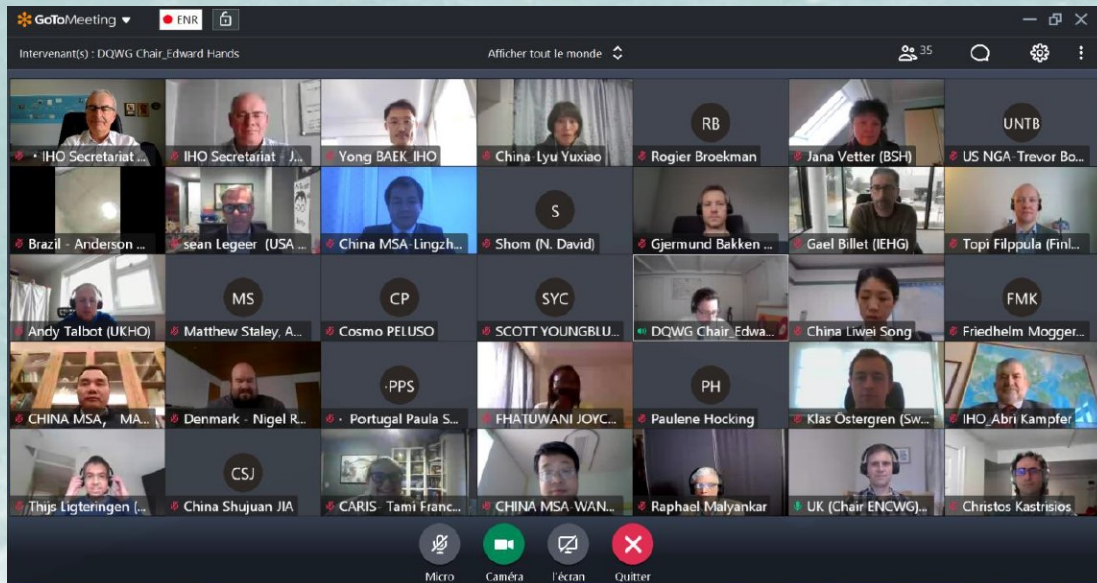 GoToMeeting
ENR
Intervenant(s) : DQWG Chair_Edward Hands
Afficher tout le monde
35
· IHO Secretariat ...
IHO Secretariat - J...
Yong BAEK_IHO
China-Lyu Yuxiao
RB
Rogier Broekman
Jana Vetter (BSH)
UNTB
US NGA-Trevor Bo...
Brazil - Anderson ...
sean Legeer (USA ...
China MSA-Lingzh...
S
Shom (N. David)
Gjermund Bakken ...
Gael Billet (IEHG)
Topi Filppula (Finl...
Andy Talbot (UKHO)
MS
Matthew Staley, A...
CP
Cosmo PELUSO
SYC
SCOTT YOUNGBLU...
DQWG Chair_Edwa...
China Liwei Song
FMK
Friedhelm Mogger...
CHINA MSA, MA...
Denmark - Nigel R...
·PPS
· Portugal Paula S...
FHATUWANI JOYC...
PH
Paulene Hocking
Klas Östergren (Sw...
IHO_Abri Kampfer
Thijs Ligteringen (...
CSJ
China Shujuan JIA
CARIS- Tami Franc...
CHINA MSA-WAN...
Raphael Malyankar
UK (Chair ENCWG)...
Christos Kastrisios
Micro
Caméra
l'écran
Quitter